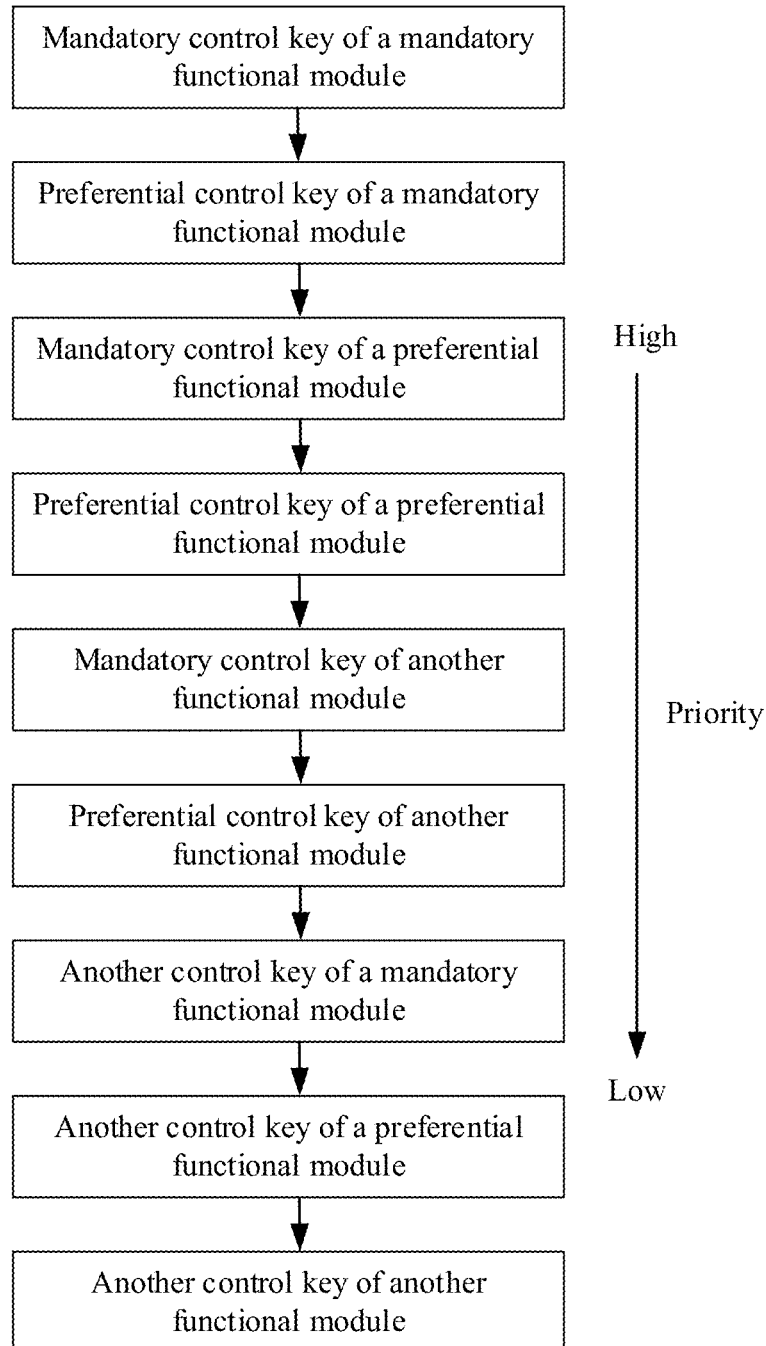 Mandatory control key of a mandatory
functional module
Preferential control key of a mandatory
functional module
Mandatory control key of a preferential
functional module
High
Preferential control key of a preferential
functional module
Mandatory control key of another
functional module
Priority
Preferential control key of another
functional module
Another control key of a mandatory
functional module
Low
Another control key of a preferential
functional module
Another control key of another
functional module